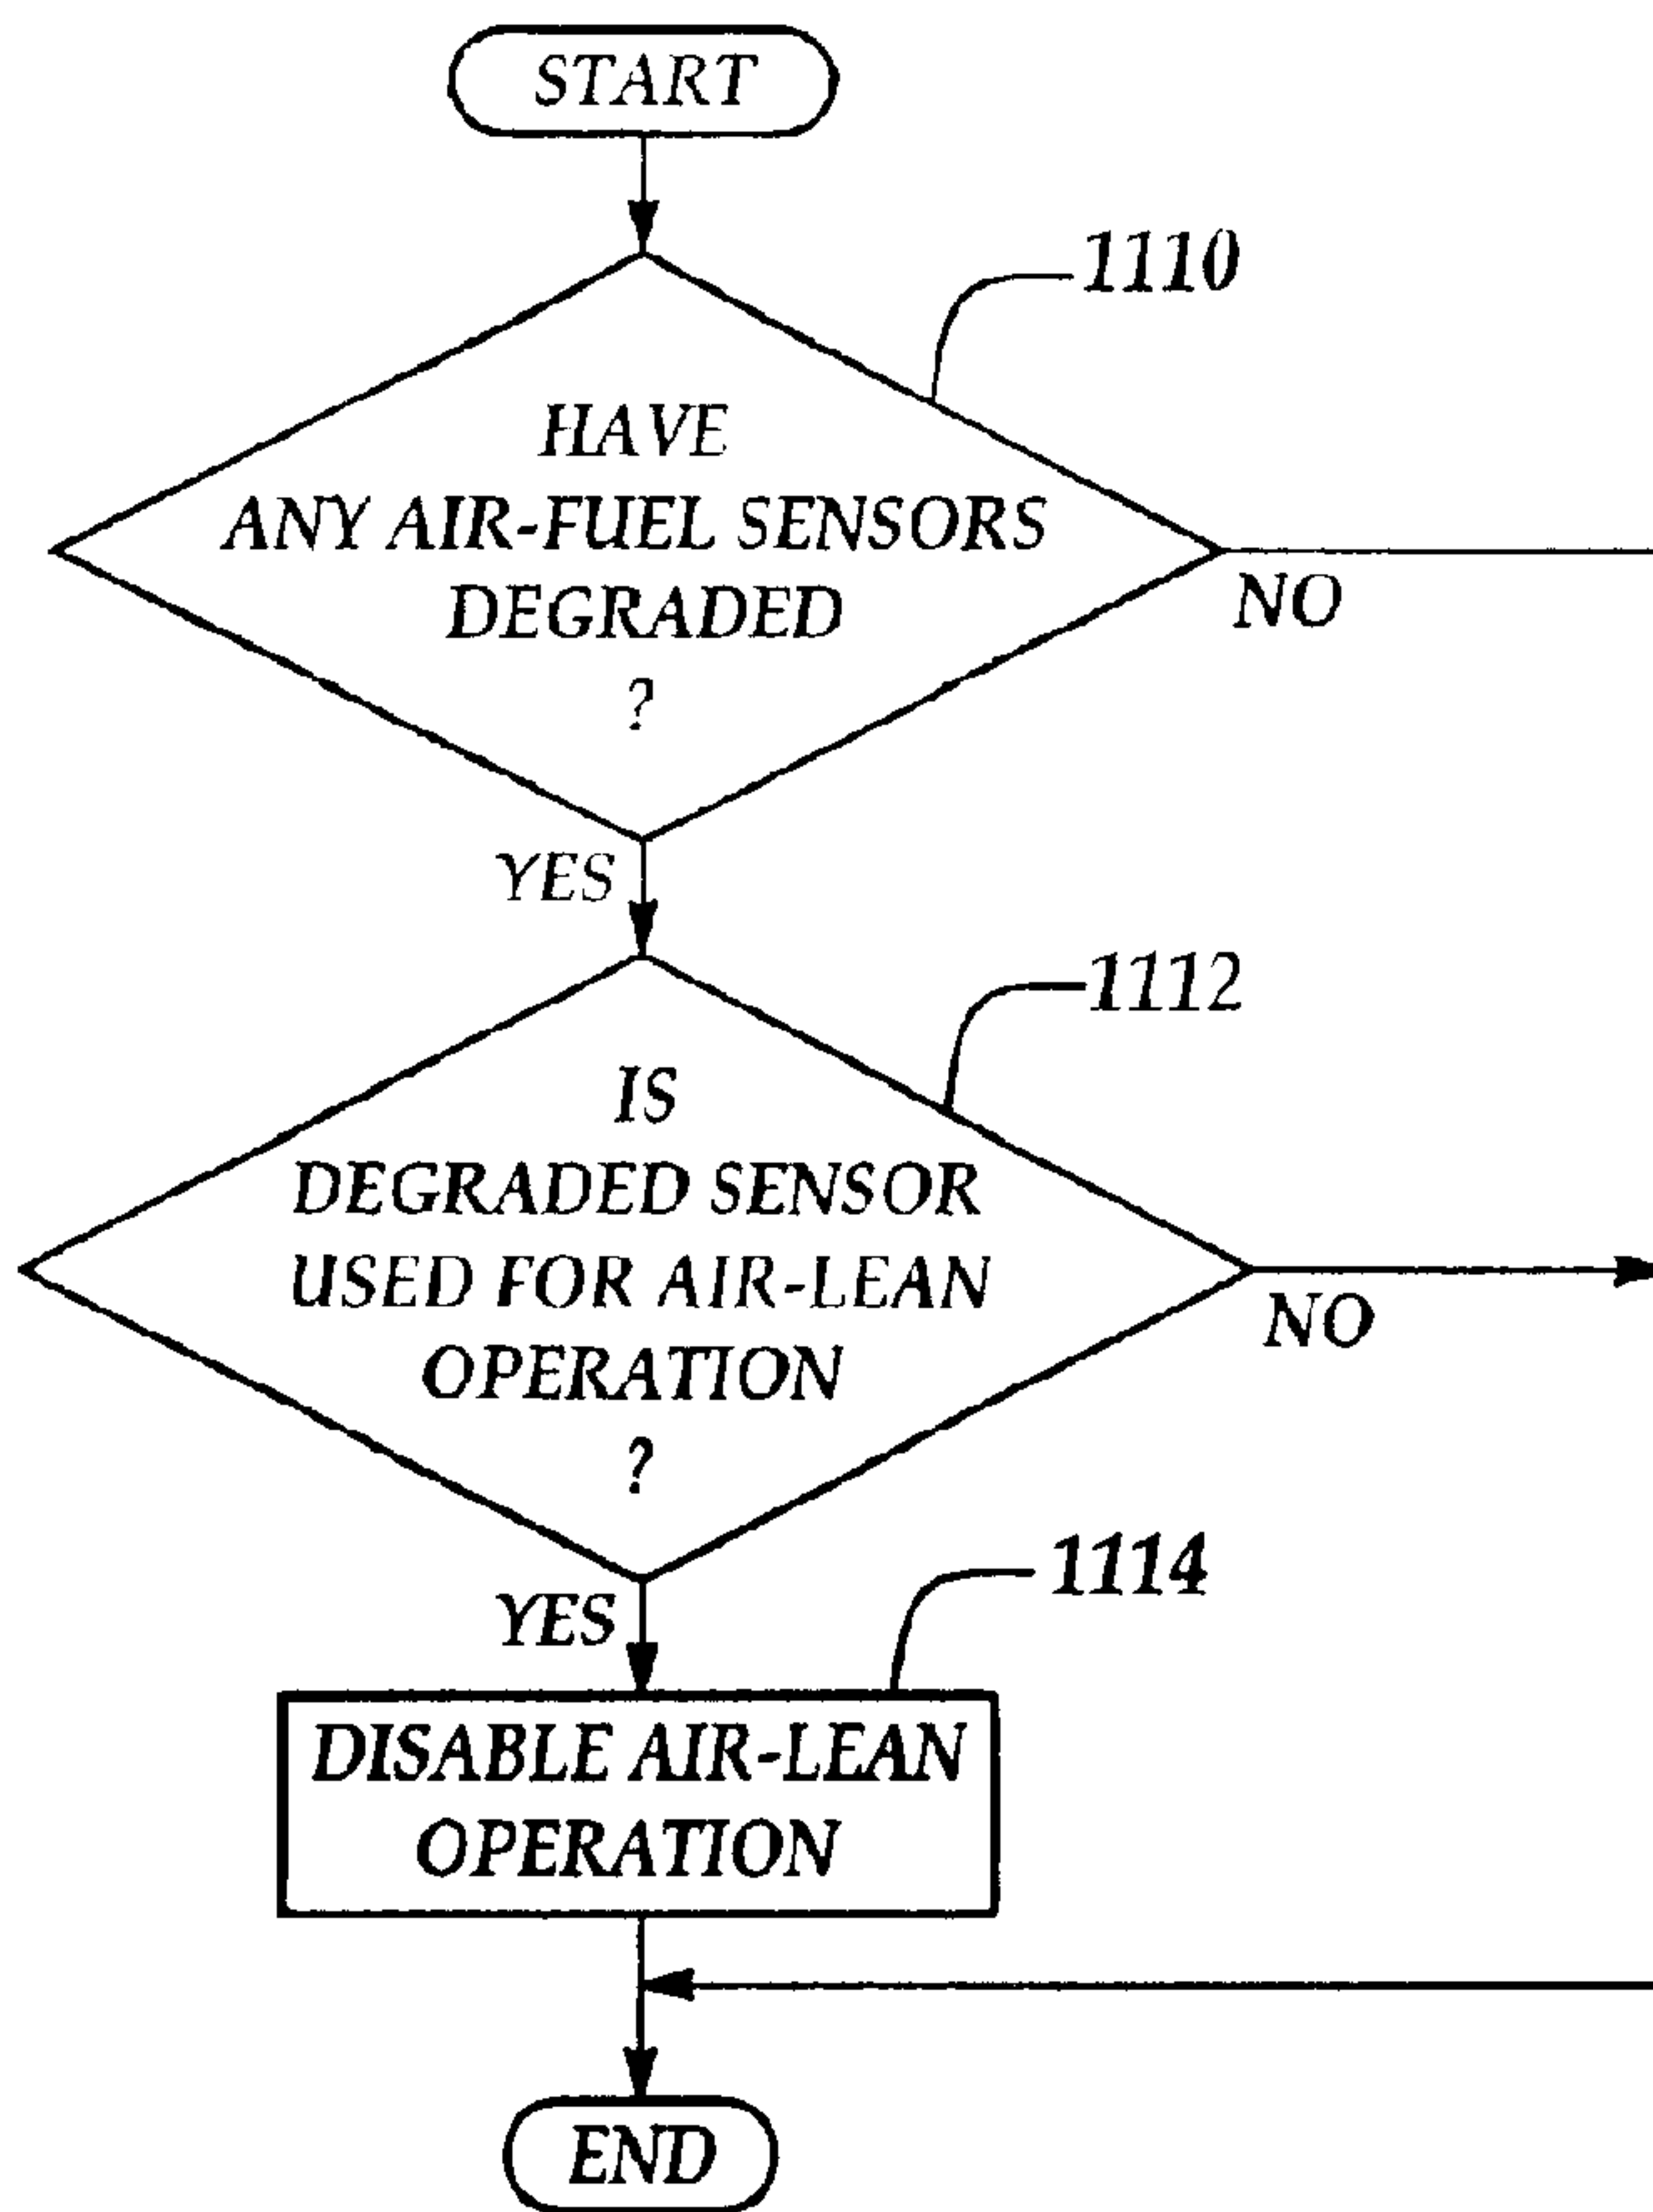 START
1110
HAVE
ANY AIR-FUEL SENSORS
DEGRADED
?
NO
YES
1112
IS
DEGRADED SENSOR
USED FOR AIR-LEAN
OPERATION
?
NO
YES
1114
DISABLE AIR-LEAN
OPERATION
END